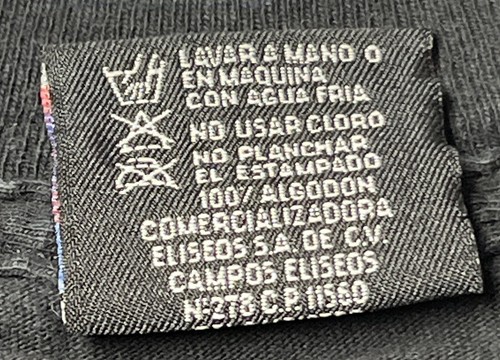 LAVAR A MANO O
EN MAQUINA
CON AGUA FRIA
NO USAR CLORO
NO PLANCHAR
EL ESTAMPADO
100% ALGODON
COMERCIALIZADORA
ELISEOS S.A. DE C.V.
CAMPOS ELISEOS
Nº 278 C.P. 11560